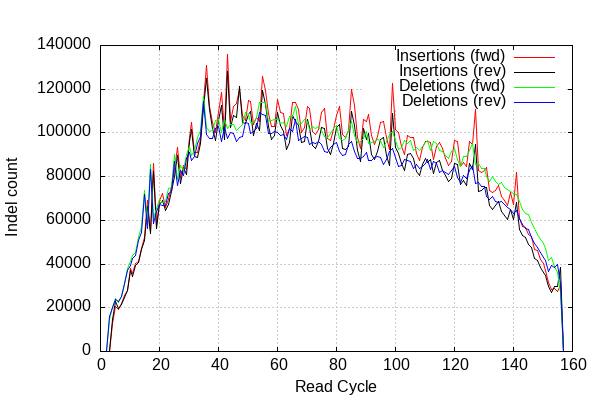 140000
120000
100000
80000
60000
40000
20000
0
Indel count
Insertions (fwd)
Insertions (rev)
Deletions (fwd)
Deletions (rev)
0 20 40 60 80 100 120 140 160
Read Cycle